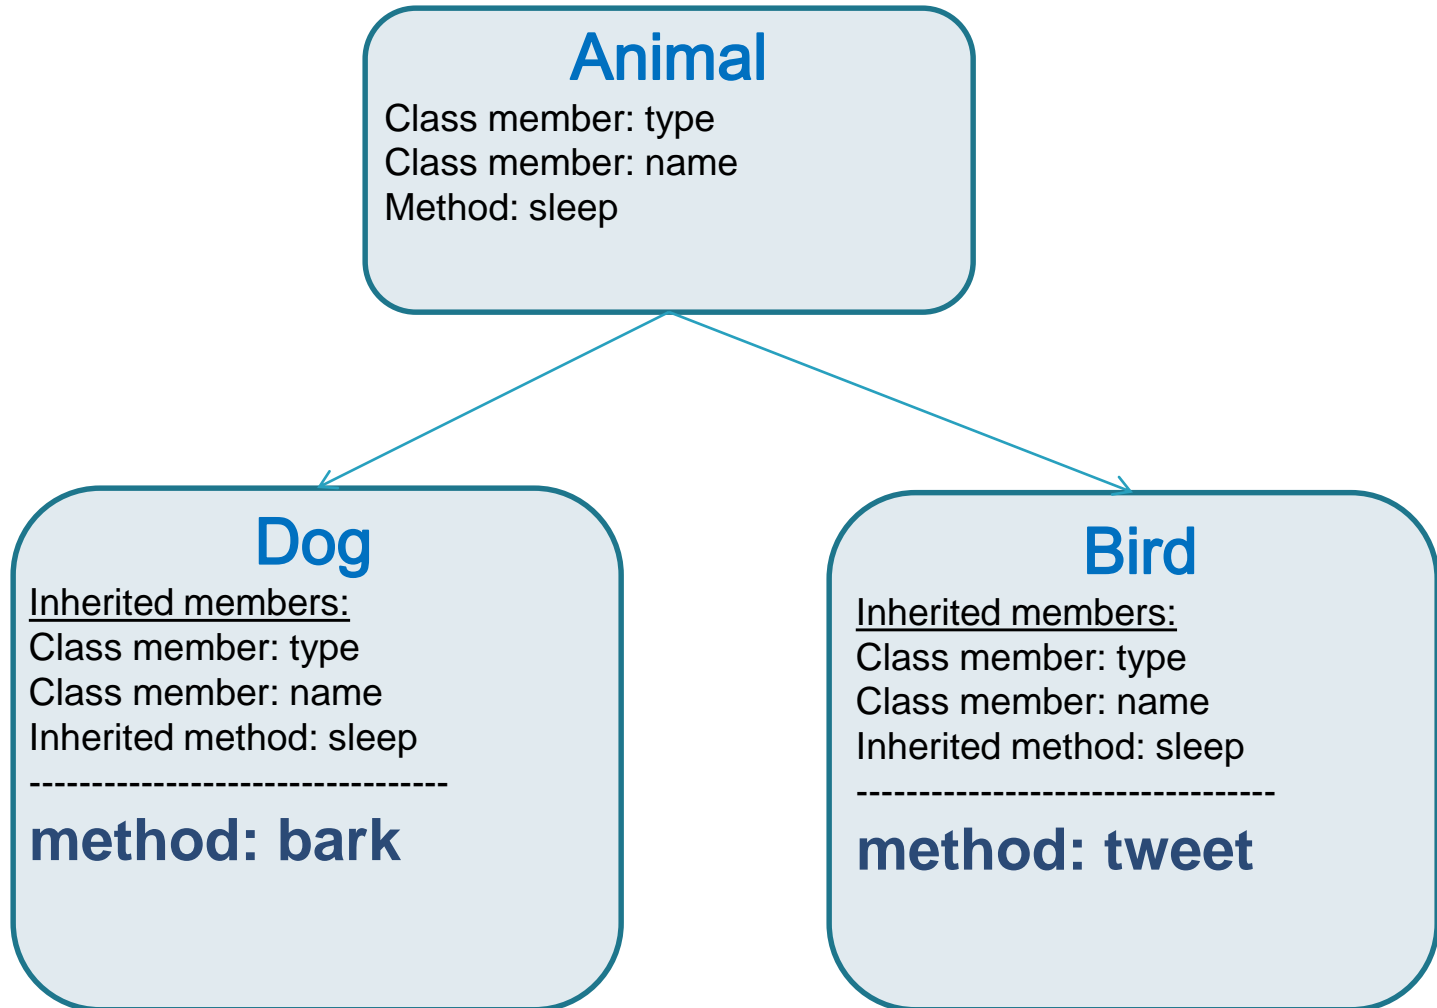 Animal
Class member: type
Class member: name
Method: sleep
Dog
Inherited members:
Class member: type
Class member: name
Inherited method: sleep
----------------------------------
method: bark
Bird
Inherited members:
Class member: type
Class member: name
Inherited method: sleep
----------------------------------
method: tweet